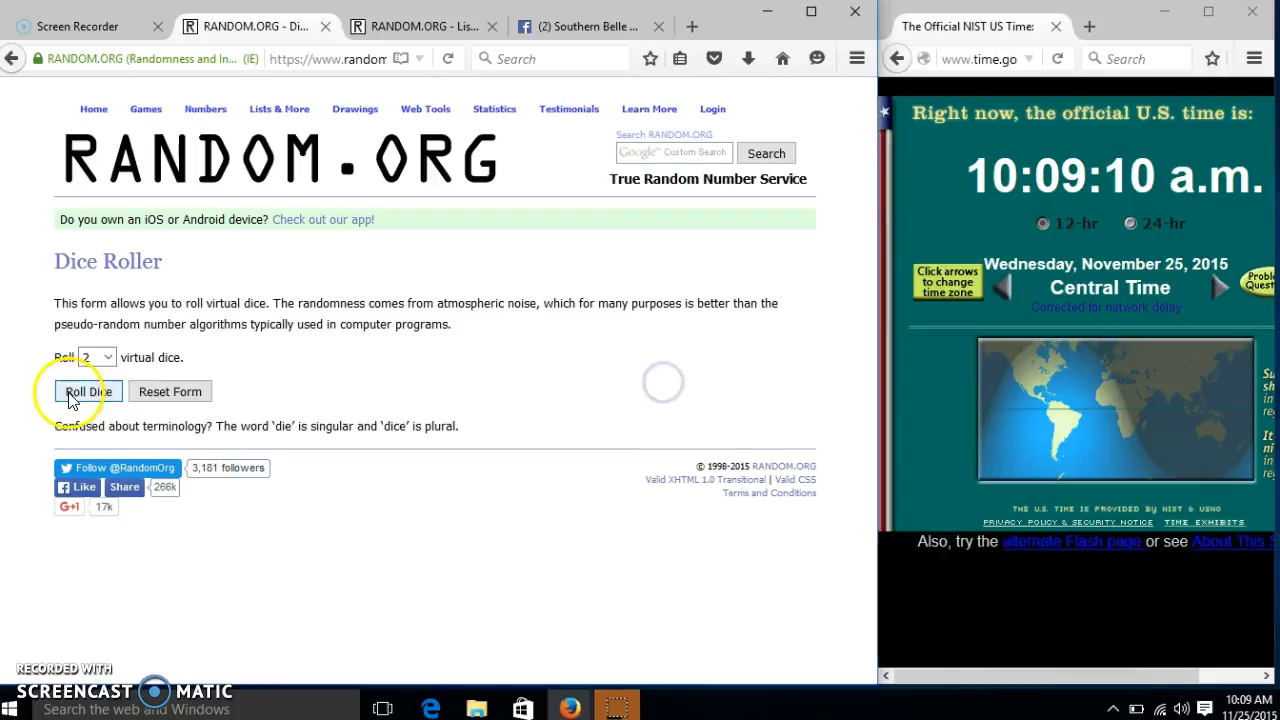 Screen Recorder
RANDOM.ORG - Di...
RANDOM.ORG - Lis...
(2) Southern Belle ...
The Official NIST US Time:
RANDOM.ORG (Randomness and In... (IE)
https://www.random
Search
www.time.go
Search
Home Games Numbers Lists & More Drawings Web Tools Statistics Testimonials Learn More Login
RANDOM.ORG
Search RANDOM.ORG
Google™ Custom Search
Search
True Random Number Service
Do you own an iOS or Android device? Check out our app!
Dice Roller
This form allows you to roll virtual dice. The randomness comes from atmospheric noise, which for many purposes is better than the
pseudo-random number algorithms typically used in computer programs.
Roll 2 virtual dice.
Roll Dice Reset Form
Confused about terminology? The word ‘die’ is singular and ‘dice’ is plural.
Follow @RandomOrg 3,181 followers
Like Share 266k
G+1 17k
© 1998-2015 RANDOM.ORG
Valid XHTML 1.0 Transitional | Valid CSS
Terms and Conditions
Right now, the official U.S. time is:
10:09:10 a.m.
12-hr 24-hr
Click arrows
to change
time zone
Wednesday, November 25, 2015
Central Time
Corrected for network delay
THE U.S. TIME IS PROVIDED BY NIST & USNO
PRIVACY POLICY & SECURITY NOTICE TIME EXHIBITS
Also, try the alternate Flash page or see About This
RECORDED WITH
SCREENCAST MATIC
Search the web and Windows
10:09 AM
11/25/2015